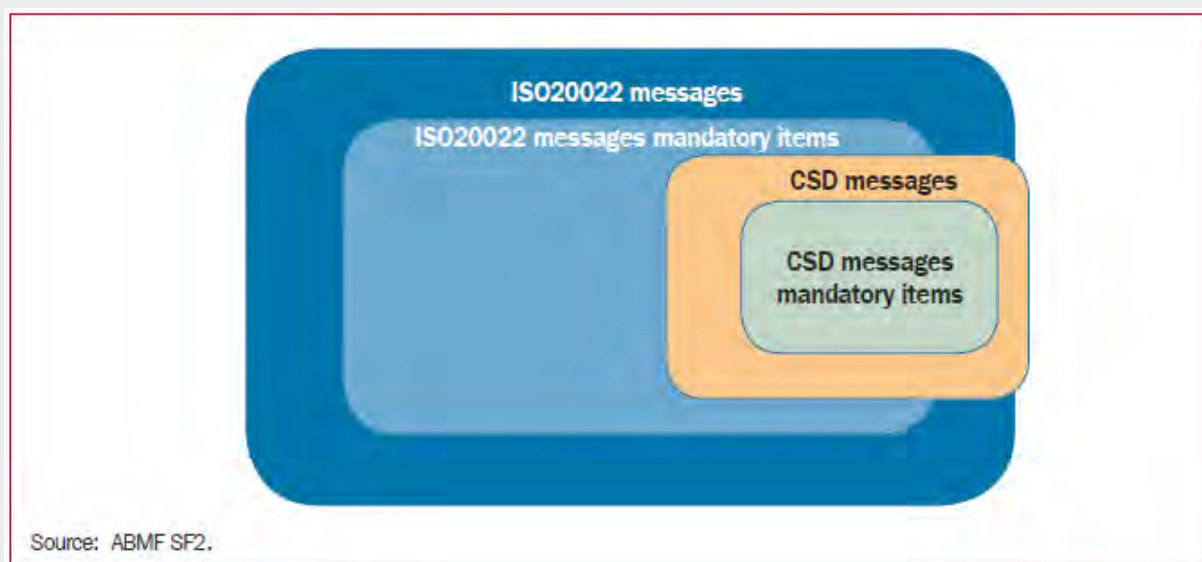 ISO20022 messages
ISO20022 messages mandatory items
CSD messages
CSD messages
mandatory items
Source: ABMF SF2.